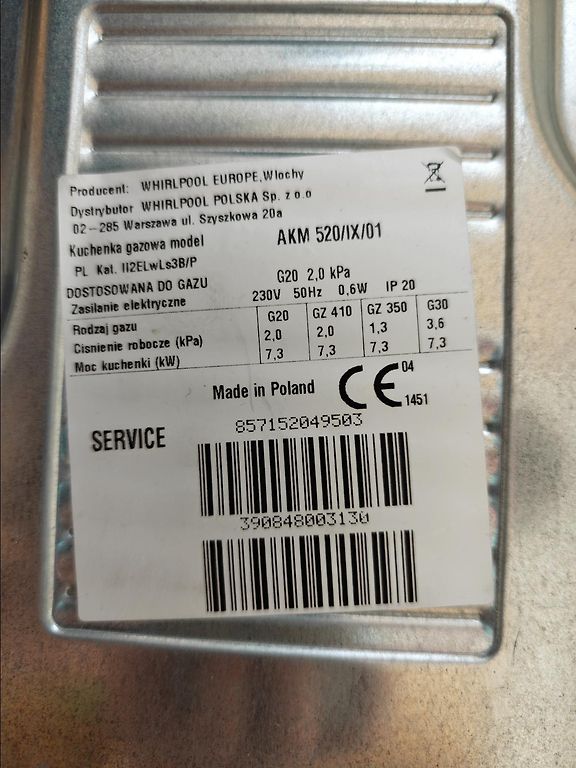 Producent: WHIRLPOOL EUROPE,Wlochy
Dystrybutor WHIRLPOOL POLSKA Sp. z o.o
02-285 Warszawa ul. Szyszkowa 20a
Kuchenka gazowa model AKM 520/IX/01
PL Kat. II2ELwLs3B/P
DOSTOSOWANA DO GAZU G20 2,0 kPa
Zasilanie elektryczne 230V 50Hz 0,6W IP 20
Rodzaj gazu G20 GZ 410 GZ 350 G30
Cisnienie robocze (kPa) 2,0 2,0 1,3 3,6
Moc kuchenki (kW) 7,3 7,3 7,3 7,3
Made in Poland CE 04
1451
SERVICE
857152049503
390848003130